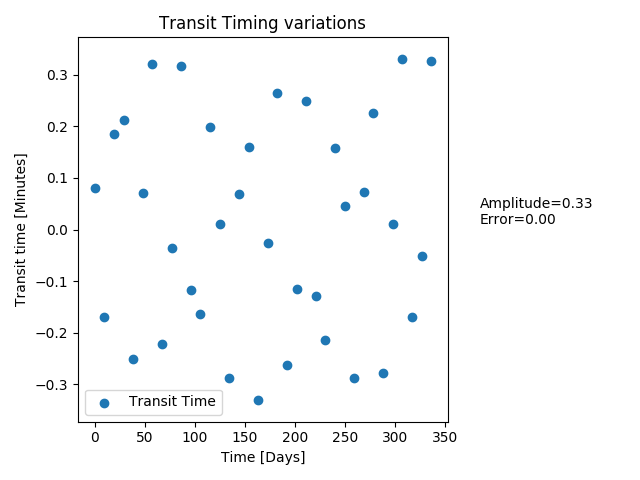 Transit Timing variations
Transit time [Minutes]
0.3
0.2
0.1
0.0
−0.1
−0.2
−0.3
Transit Time
0
50
100
150
200
250
300
350
Time [Days]
Amplitude=0.33
Error=0.00